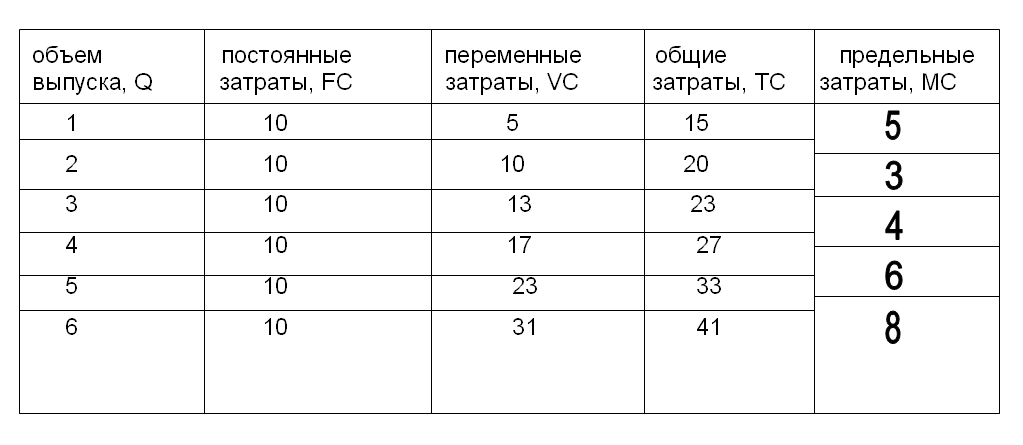 объем выпуска, Q постоянные затраты, FC переменные затраты, VC общие затраты, TC предельные затраты, MC
1 10 5 15 5
2 10 10 20 3
3 10 13 23 4
4 10 17 27 6
5 10 23 33 8
6 10 31 41